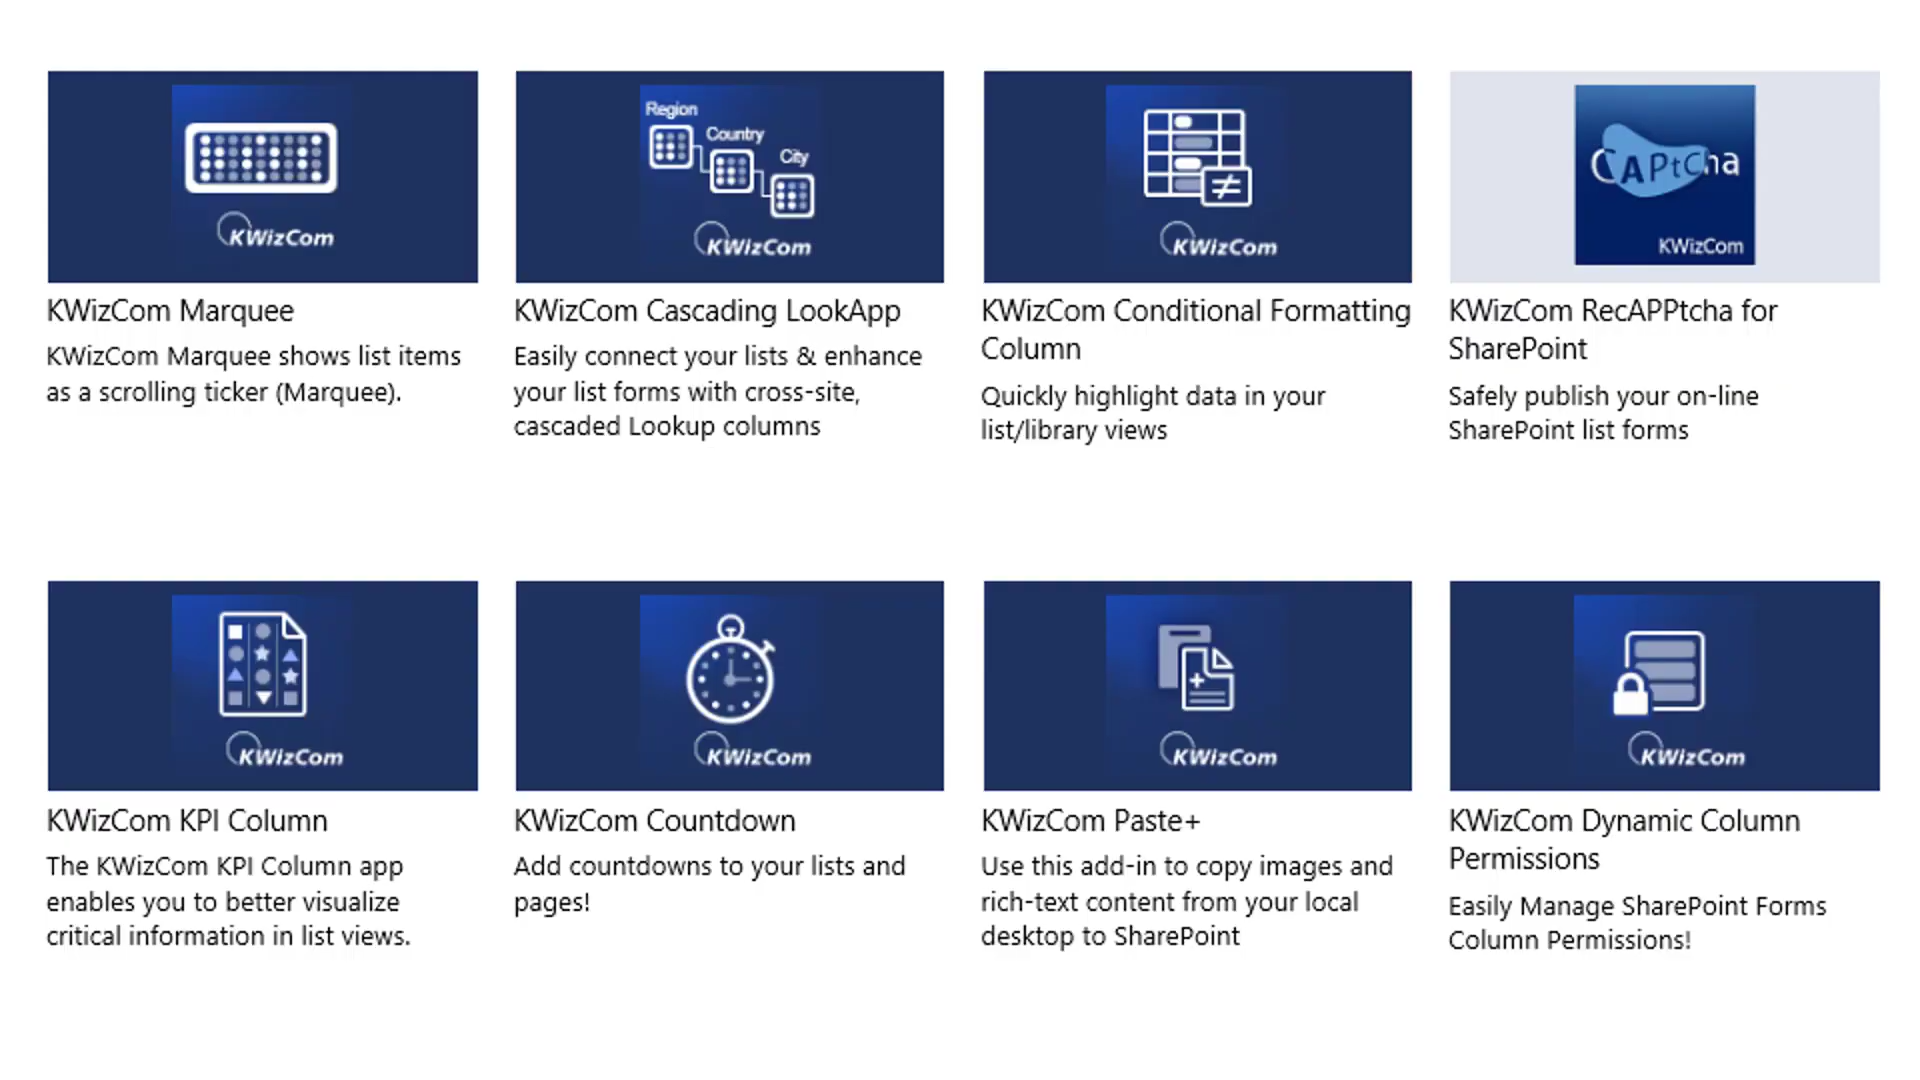 KWizCom
KWizCom Marquee
KWizCom Marquee shows list items
as a scrolling ticker (Marquee).
Region
Country
City
KWizCom
KWizCom Cascading LookApp
Easily connect your lists & enhance
your list forms with cross-site,
cascaded Lookup columns
KWizCom
KWizCom Conditional Formatting
Column
Quickly highlight data in your
list/library views
CAPtCha
KWizCom
KWizCom RecAPPtcha for
SharePoint
Safely publish your on-line
SharePoint list forms
KWizCom
KWizCom KPI Column
The KWizCom KPI Column app
enables you to better visualize
critical information in list views.
KWizCom
KWizCom Countdown
Add countdowns to your lists and
pages!
KWizCom
KWizCom Paste+
Use this add-in to copy images and
rich-text content from your local
desktop to SharePoint
KWizCom
KWizCom Dynamic Column
Permissions
Easily Manage SharePoint Forms
Column Permissions!